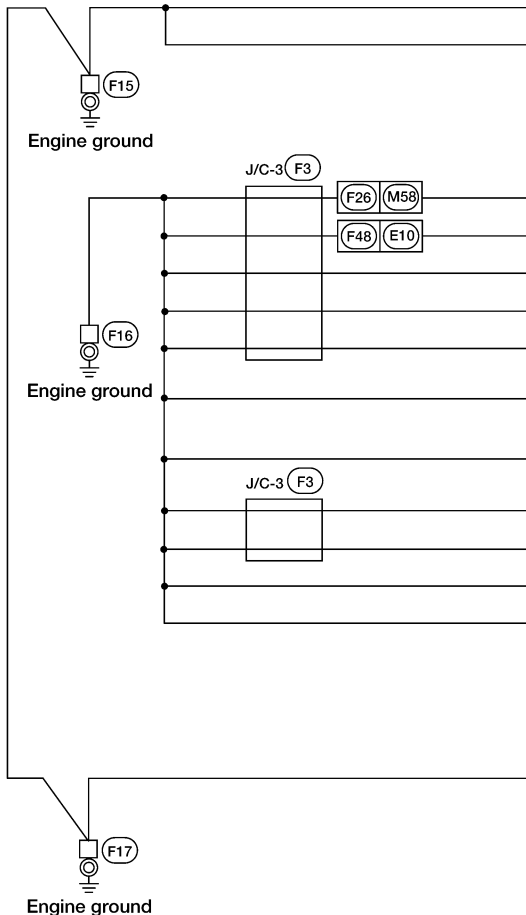 F15
Engine ground
J/C-3 F3
F26 M58
F48 E10
F16
Engine ground
J/C-3 F3
F17
Engine ground